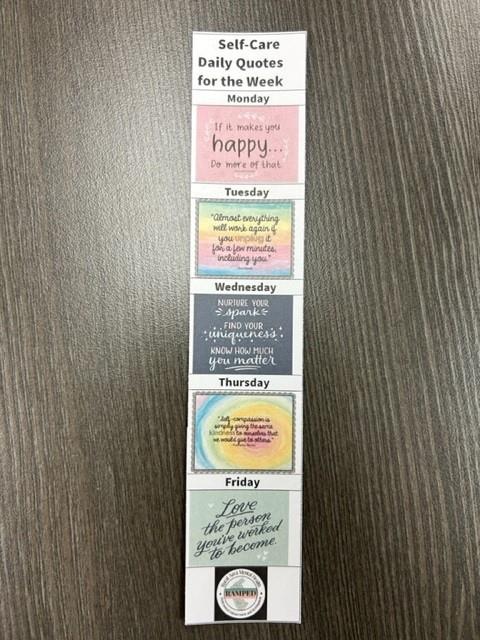 Self-Care
Daily Quotes
for the Week
Monday
If it makes you
happy...
Do more of that
Tuesday
"Almost everything
will work again if
you unplug it
for a few minutes,
including you."
Wednesday
NURTURE YOUR
spark
FIND YOUR
uniqueness
KNOW HOW MUCH
you matter
Thursday
"Self-compassion is
simply giving the same
kindness to ourselves that
we would give to others."
Friday
Love
the person
you've worked
to become.
RAMPED